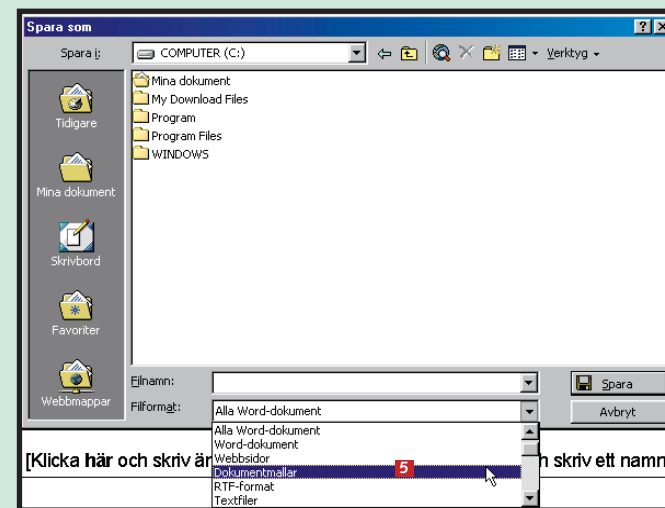 Spara som
Spara i: COMPUTER (C:) Verktyg
Mina dokument
My Download Files
Program
Program Files
WINDOWS
Tidigare
Mina dokument
Skrivbord
Favoriter
Webbmappar
Filnamn:
Spara
Filformat: Alla Word-dokument
Avbryt
Alla Word-dokument
Word-dokument
Webbsidor
Dokumentmallar 5
RTF-format
Textfiler
[Klicka här och skriv är h skriv ett namn